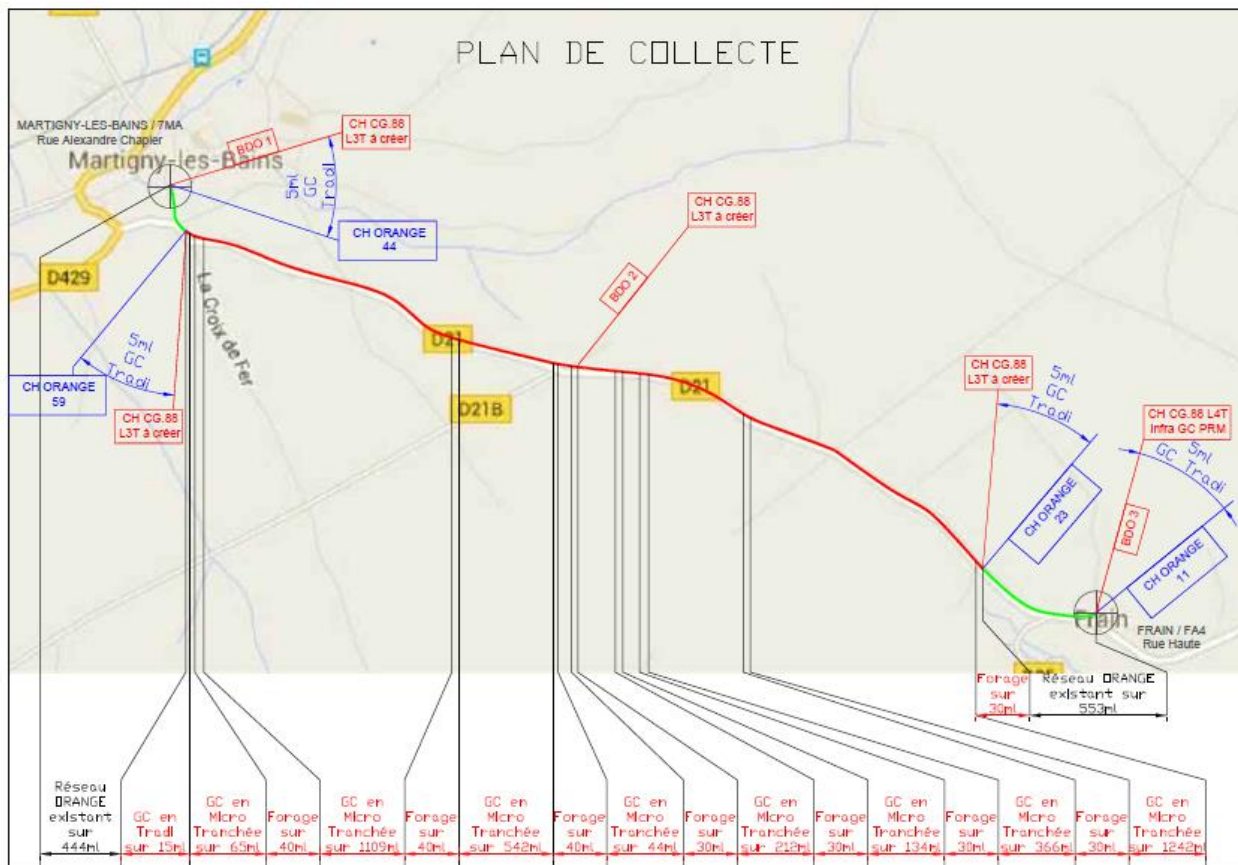 PLAN DE COLLECTE
MARTIGNY-LES-BAINS / 7MA
Rue Alexandre Chapier
Martigny-les-Bains
BDO 1
CH CG.88
L3T à créer
5ml
GC
Tradi
CH ORANGE
44
D429
La Croix de Fer
5ml
GC
Tradi
CH ORANGE
59
CH CG.88
L3T à créer
CH CG.88
L3T à créer
BDO 2
D21
D21B
D21
CH CG.88
L3T à créer
5ml
GC
Tradi
CH ORANGE
23
CH CG.88 L4T
Infra GC PRM
5ml
GC Tradi
BDO 3
CH ORANGE
11
Frain
FRAIN / FA4
Rue Haute
Forage
sur
30ml
Réseau ORANGE
existant sur
553ml
Réseau
ORANGE
existant
sur
444ml
GC en
Tradi
sur 15ml
GC en
Micro
Tranchée
sur 65ml
Forage
sur
40ml
GC en
Micro
Tranchée
sur 1109ml
Forage
sur
40ml
GC en
Micro
Tranchée
sur 542ml
Forage
sur
40ml
GC en
Micro
Tranchée
sur 44ml
Forage
sur
30ml
GC en
Micro
Tranchée
sur 212ml
Forage
sur
30ml
GC en
Micro
Tranchée
sur 134ml
Forage
sur
30ml
GC en
Micro
Tranchée
sur 366ml
Forage
sur
30ml
GC en
Micro
Tranchée
sur 1242ml